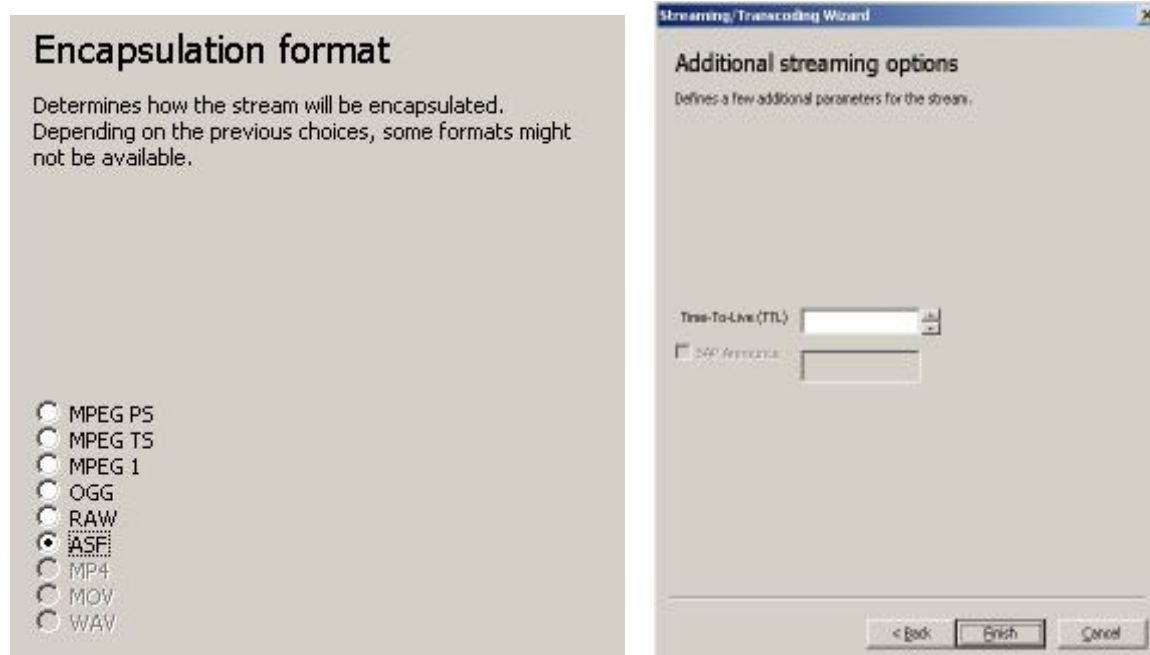 Encapsulation format
Determines how the stream will be encapsulated.
Depending on the previous choices, some formats might
not be available.
MPEG PS
MPEG TS
MPEG 1
OGG
RAW
ASF
MP4
MOV
WAV
Streaming/Transcoding Wizard
Additional streaming options
Defines a few additional parameters for the stream.
Time-To-Live (TTL)
SAP Announce
< Back
Finish
Cancel